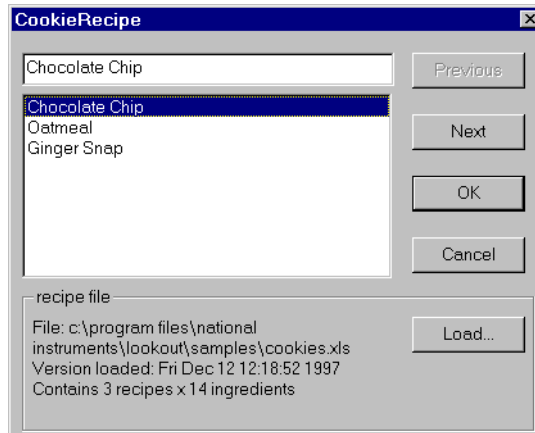 CookieRecipe
Chocolate Chip
Previous
Chocolate Chip
Oatmeal
Ginger Snap
Next
OK
Cancel
recipe file
File: c:\program files\national
instruments\lookout\samples\cookies.xls
Version loaded: Fri Dec 12 12:18:52 1997
Contains 3 recipes x 14 ingredients
Load...